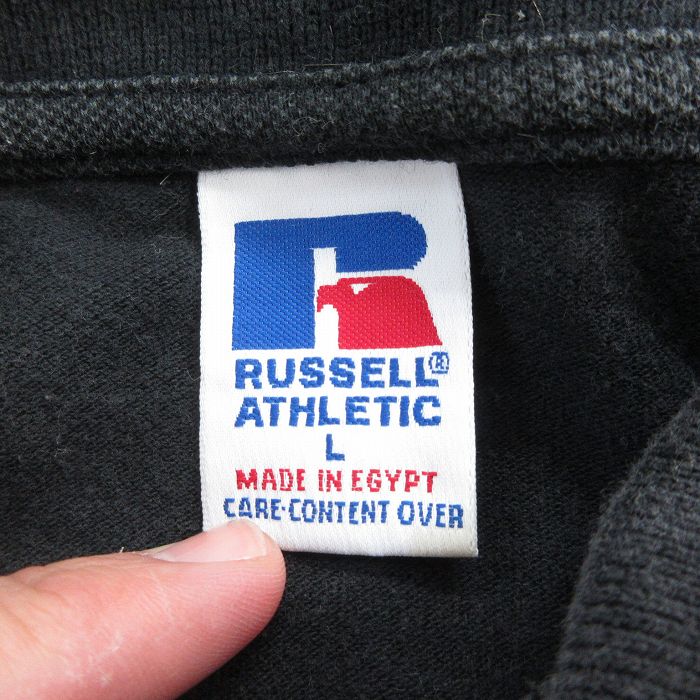 RUSSELL®
ATHLETIC
L
MADE IN EGYPT
CARE-CONTENT OVER